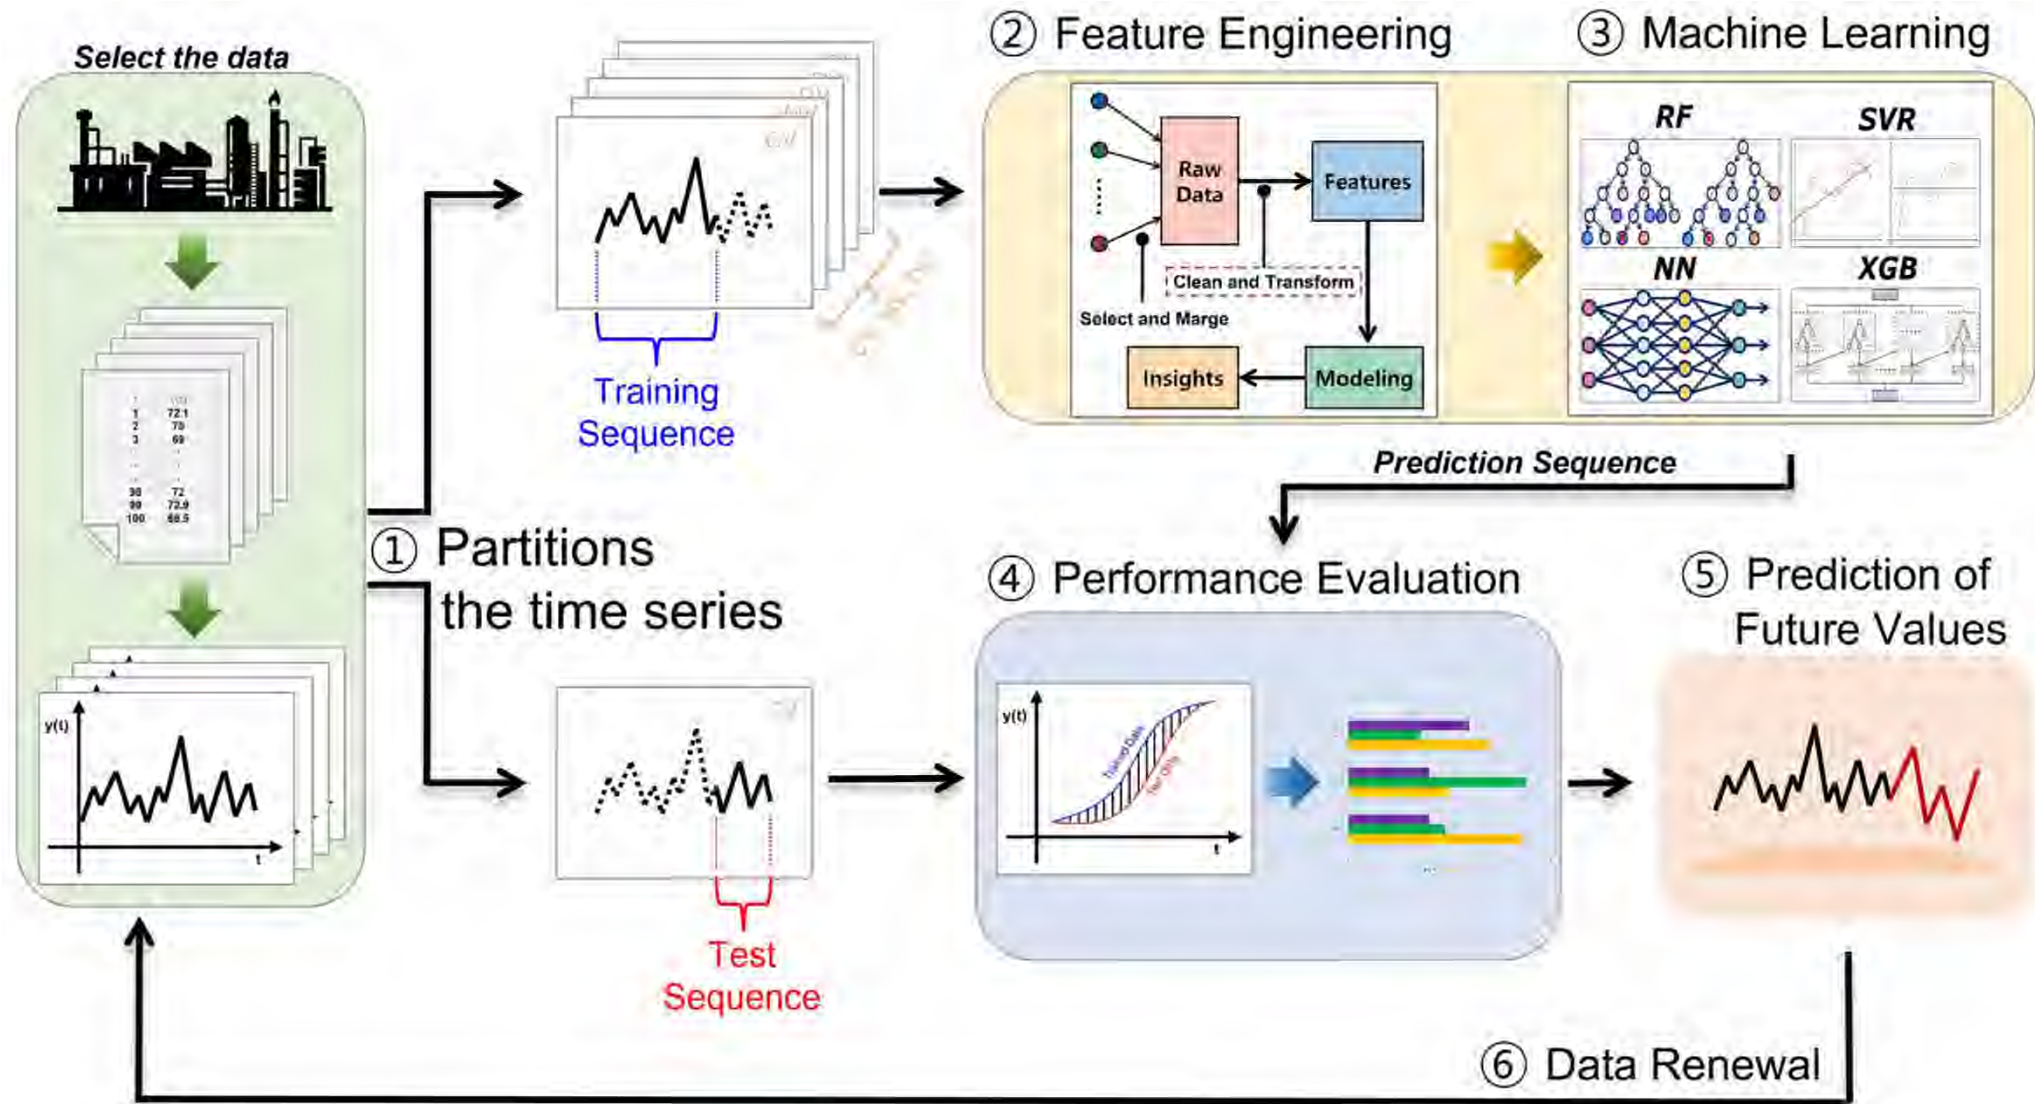 Select the data
1 72.1
2 70
3 69
98 72
99 72.9
100 68.5
y(t)
t
① Partitions
the time series
Training
Sequence
Test
Sequence
② Feature Engineering
Raw
Data
Features
Clean and Transform
Select and Marge
Insights
Modeling
③ Machine Learning
RF
SVR
NN
XGB
Prediction Sequence
④ Performance Evaluation
y(t)
Trained Data
t
...
⑤ Prediction of
Future Values
⑥ Data Renewal